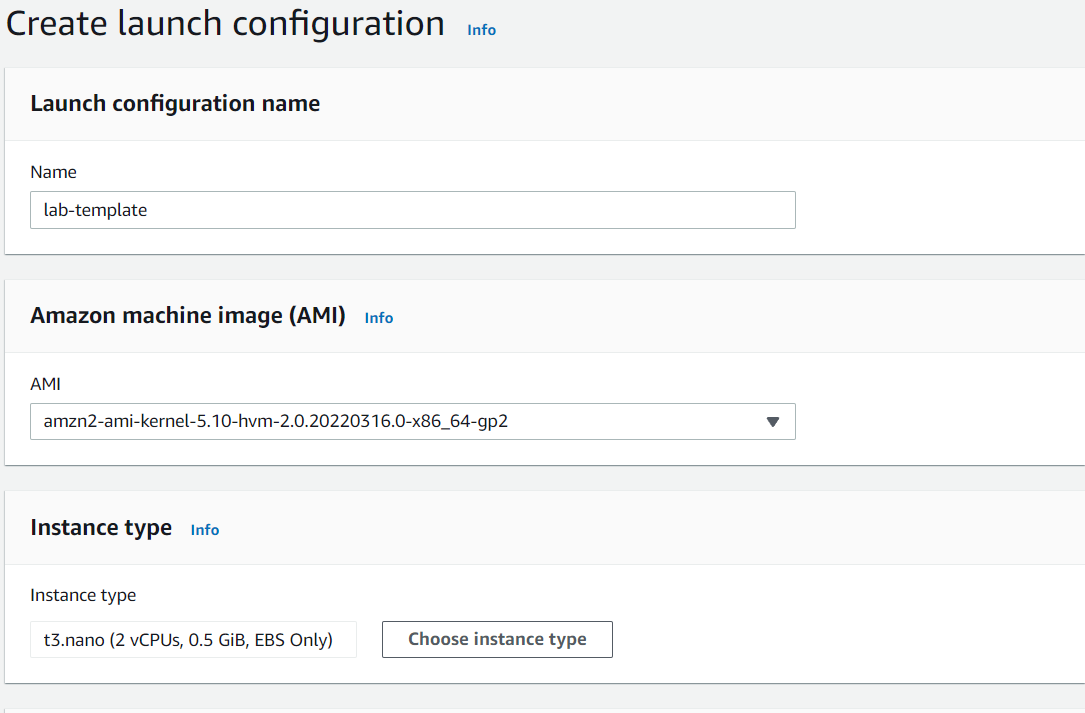 Create launch configuration Info
Launch configuration name
Name
lab-template
Amazon machine image (AMI) Info
AMI
amzn2-ami-kernel-5.10-hvm-2.0.20220316.0-x86_64-gp2
Instance type Info
Instance type
t3.nano (2 vCPUs, 0.5 GiB, EBS Only) Choose instance type